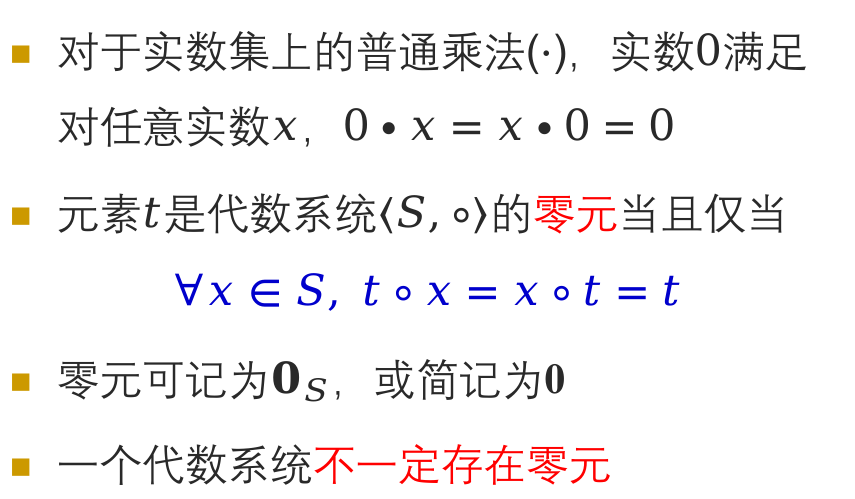 ■ 对于实数集上的普通乘法(·)，实数0满足
对任意实数𝑥，0 • 𝑥 = 𝑥 • 0 = 0
■ 元素𝑡是代数系统⟨𝑆, ∘⟩的零元当且仅当
∀𝑥 ∈ 𝑆, 𝑡 ∘ 𝑥 = 𝑥 ∘ 𝑡 = 𝑡
■ 零元可记为𝟎𝑆，或简记为𝟎
■ 一个代数系统不一定存在零元